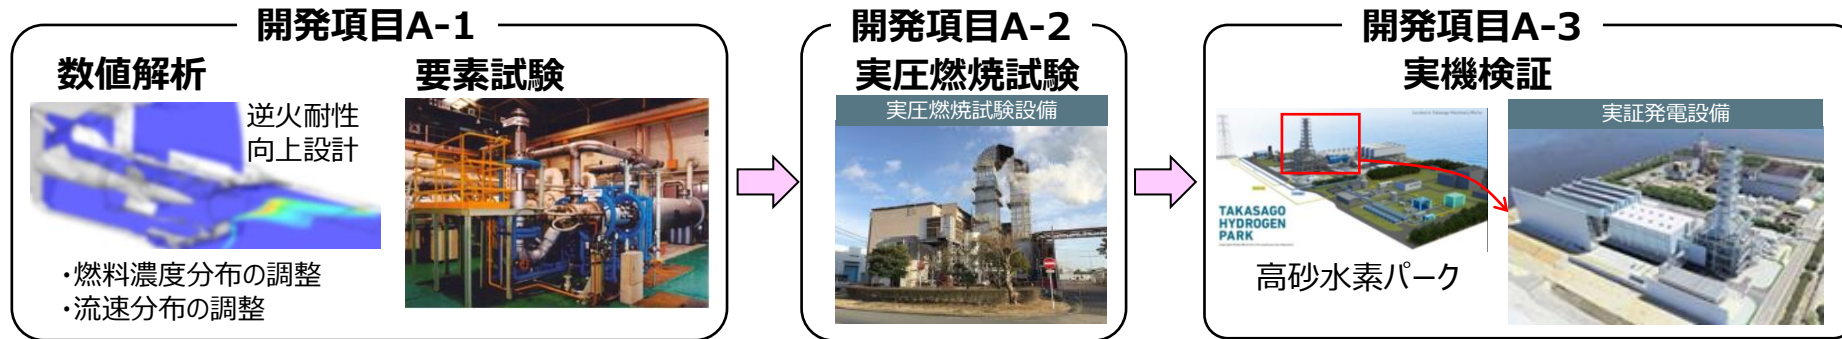 開発項目A-1
数値解析
要素試験
逆火耐性
向上設計
・燃料濃度分布の調整
・流速分布の調整
開発項目A-2
実圧燃焼試験
実圧燃焼試験設備
開発項目A-3
実機検証
TAKASAGO
HYDROGEN
PARK
高砂水素パーク
実証発電設備